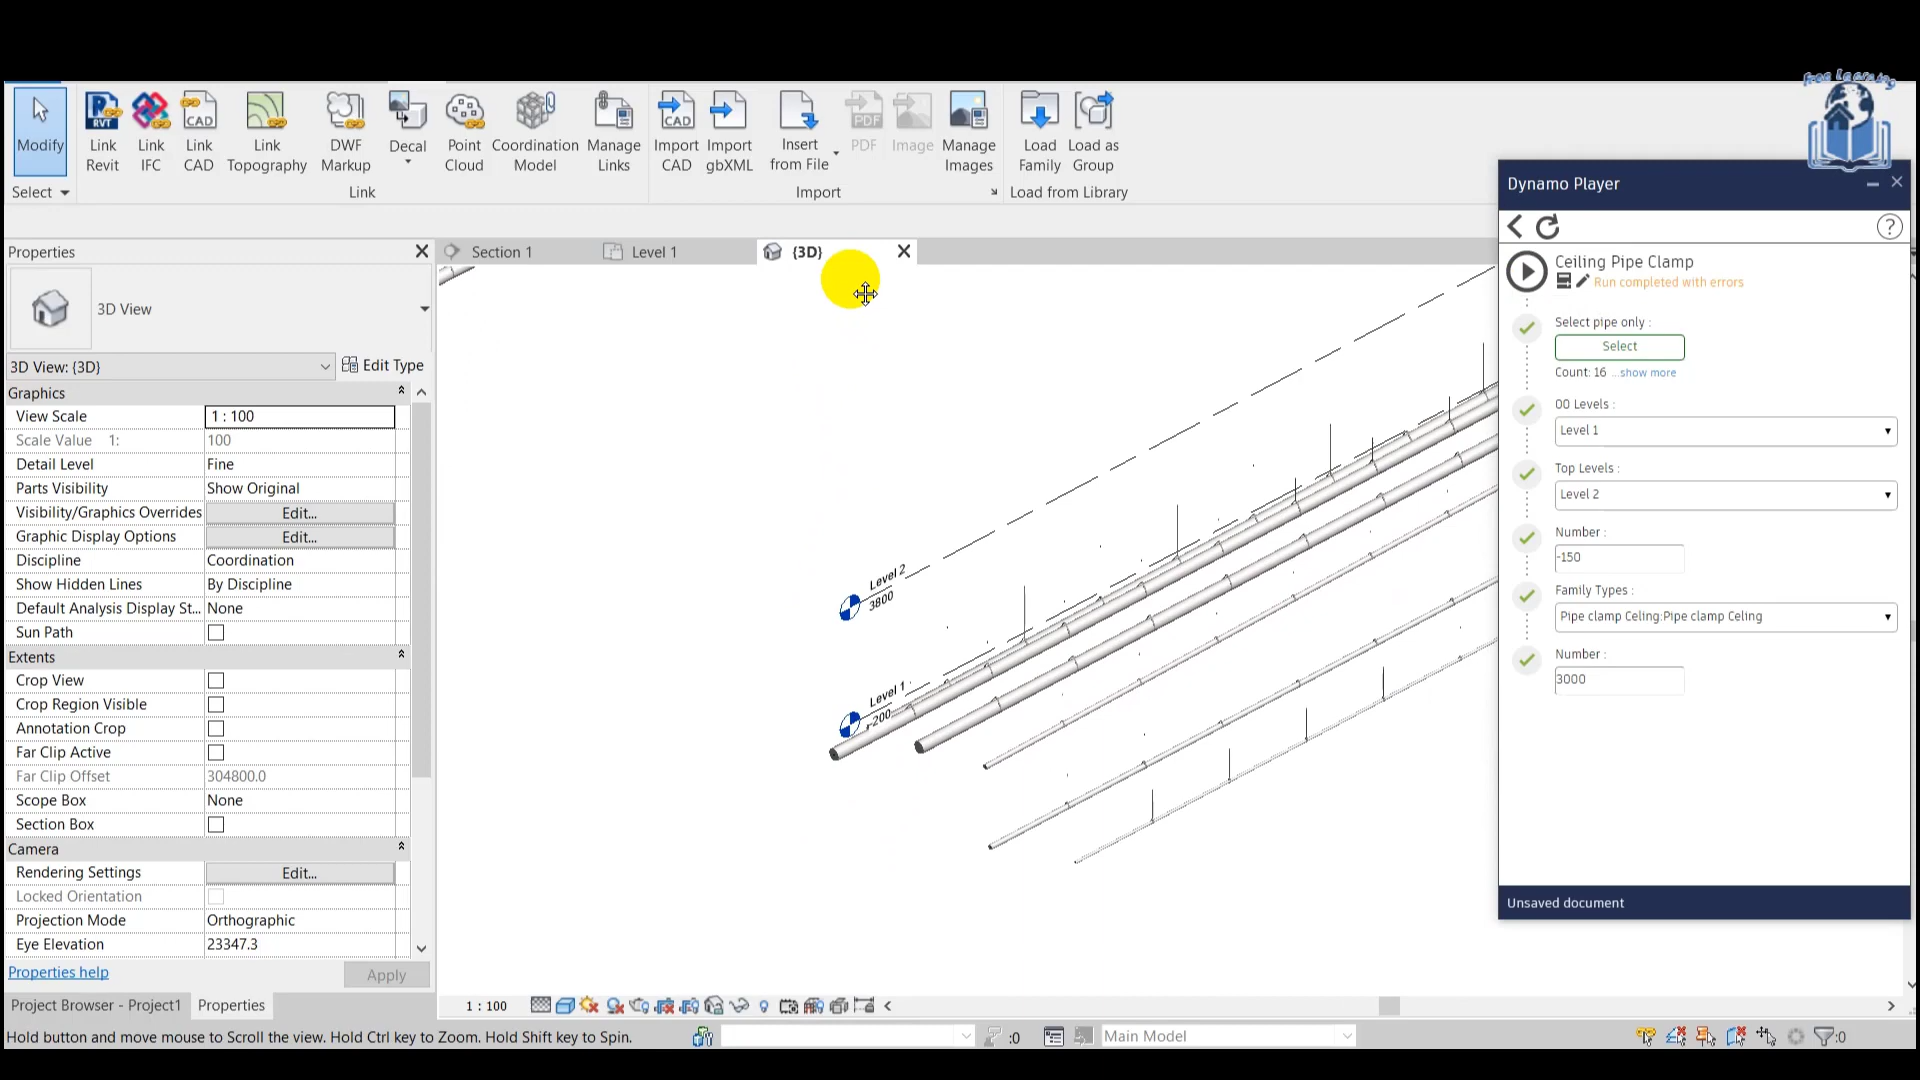 free Learning
Modify
Link
Revit
Link
IFC
Link
CAD
Link
Topography
DWF
Markup
Decal
Point
Cloud
Coordination
Model
Manage
Links
Import
CAD
Import
gbXML
Insert
from File
PDF
PDF
Image
Manage
Images
Load
Family
Load as
Group
Select
Link
Import
Load from Library
Properties
3D View
3D View: {3D}
Edit Type
Graphics
View Scale
1 : 100
Scale Value 1:
100
Detail Level
Fine
Parts Visibility
Show Original
Visibility/Graphics Overrides
Edit...
Graphic Display Options
Edit...
Discipline
Coordination
Show Hidden Lines
By Discipline
Default Analysis Display St...
None
Sun Path
Extents
Crop View
Crop Region Visible
Annotation Crop
Far Clip Active
Far Clip Offset
304800.0
Scope Box
None
Section Box
Camera
Rendering Settings
Edit...
Locked Orientation
Projection Mode
Orthographic
Eye Elevation
23347.3
Properties help
Apply
Project Browser - Project1
Properties
Section 1
Level 1
{3D}
Level 2
3800
Level 1
-200
1 : 100
Dynamo Player
?
Ceiling Pipe Clamp
Run completed with errors
Select pipe only :
Select
Count: 16 ...show more
00 Levels :
Level 1
Top Levels :
Level 2
Number :
-150
Family Types :
Pipe clamp Celing:Pipe clamp Celing
Number :
3000
Unsaved document
Hold button and move mouse to Scroll the view. Hold Ctrl key to Zoom. Hold Shift key to Spin.
:0
Main Model
:0